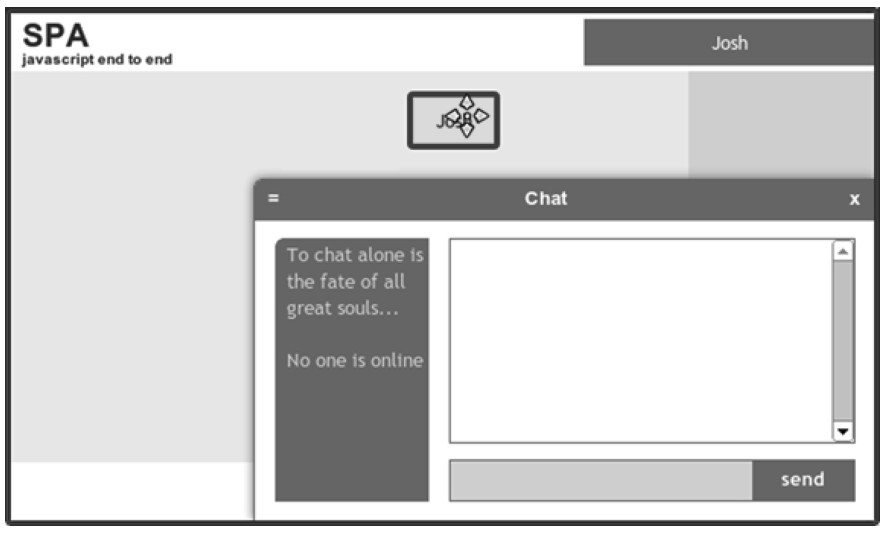 SPA
javascript end to end
Josh
Josh
= Chat x
To chat alone is
the fate of all
great souls...
No one is online
send